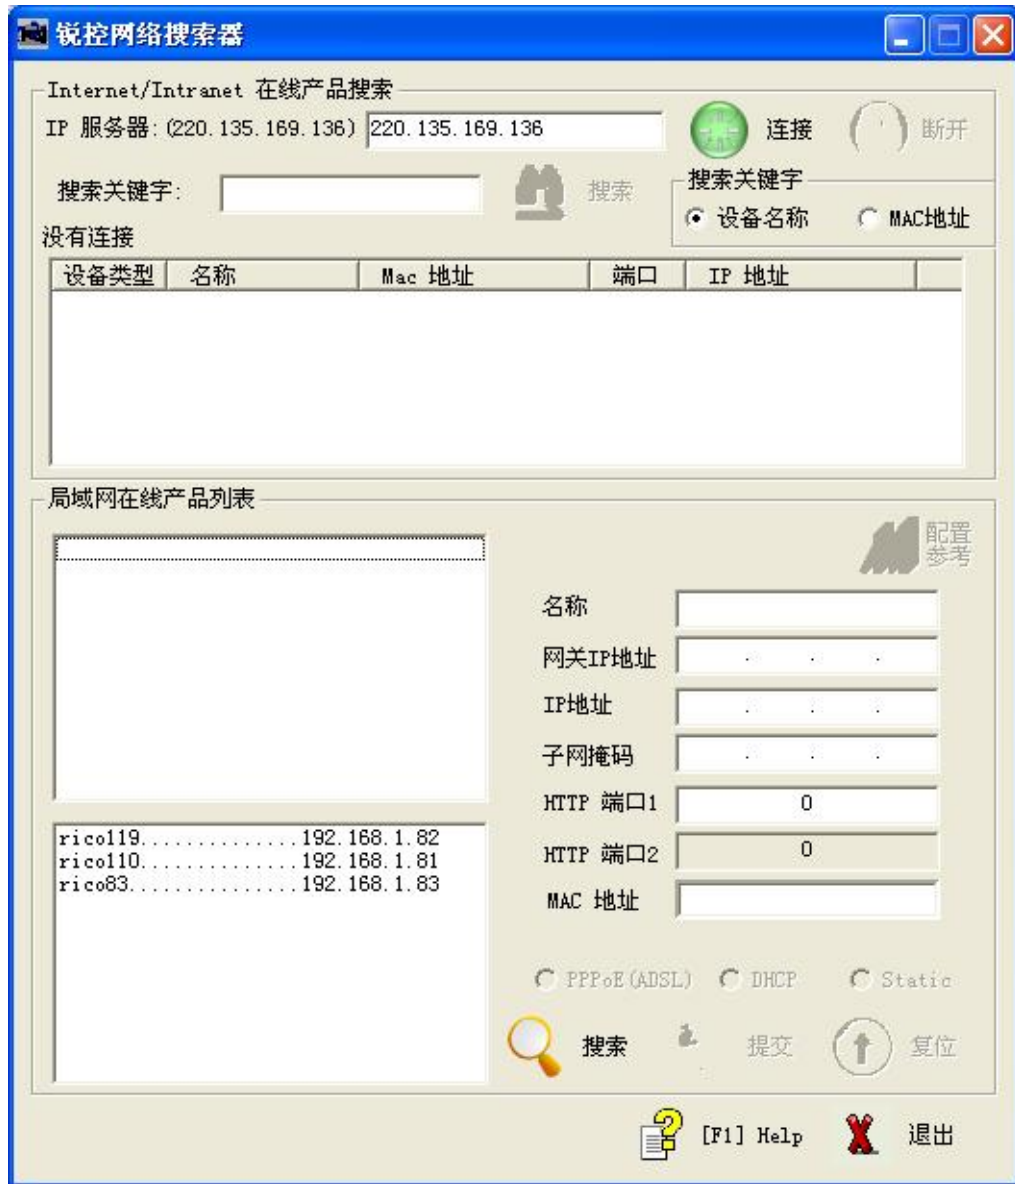 锐控网络搜索器
Internet/Intranet 在线产品搜索
IP 服务器:(220.135.169.136) 220.135.169.136 连接 断开
搜索关键字: 搜索
搜索关键字
设备名称 MAC地址
没有连接
设备类型 名称 Mac 地址 端口 IP 地址
局域网在线产品列表
配置
参考
名称
网关IP地址 . . .
IP地址 . . .
子网掩码 . . .
HTTP 端口1 0
HTTP 端口2 0
MAC 地址
rico119..............192.168.1.82
rico110..............192.168.1.81
rico83...............192.168.1.83
PPPoE(ADSL) DHCP Static
搜索 提交 复位
[F1] Help 退出